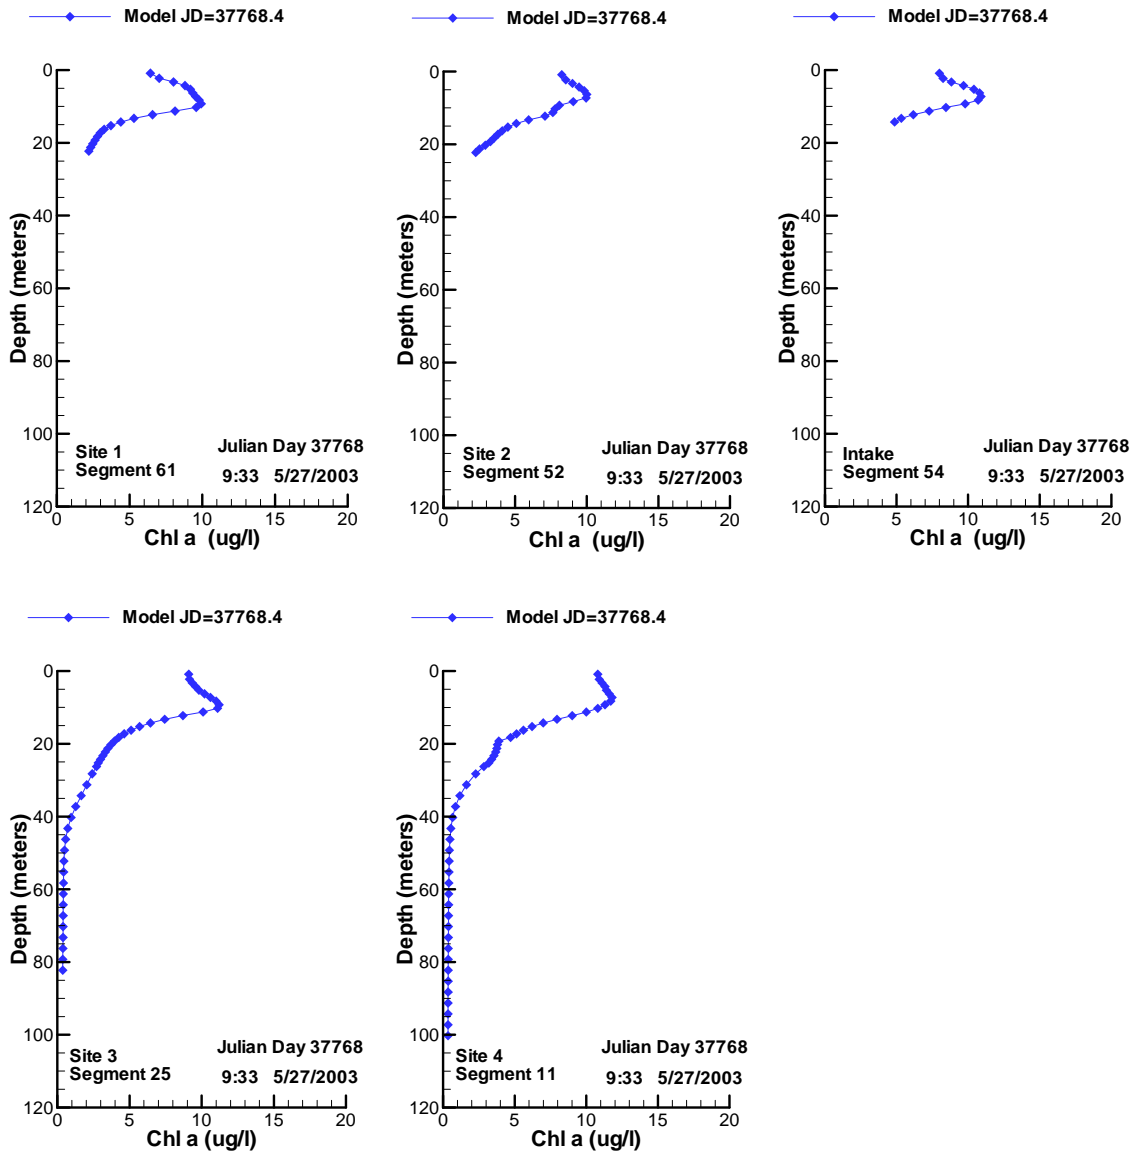 Model JD=37768.4
0
20
40
60
80
100
120
Depth (meters)
Site 1
Segment 61
Julian Day 37768
9:33 5/27/2003
0 5 10 15 20
Chl a (ug/l)
Model JD=37768.4
0
20
40
60
80
100
120
Depth (meters)
Site 2
Segment 52
Julian Day 37768
9:33 5/27/2003
0 5 10 15 20
Chl a (ug/l)
Model JD=37768.4
0
20
40
60
80
100
120
Depth (meters)
Intake
Segment 54
Julian Day 37768
9:33 5/27/2003
0 5 10 15 20
Chl a (ug/l)
Model JD=37768.4
0
20
40
60
80
100
120
Depth (meters)
Site 3
Segment 25
Julian Day 37768
9:33 5/27/2003
0 5 10 15 20
Chl a (ug/l)
Model JD=37768.4
0
20
40
60
80
100
120
Depth (meters)
Site 4
Segment 11
Julian Day 37768
9:33 5/27/2003
0 5 10 15 20
Chl a (ug/l)